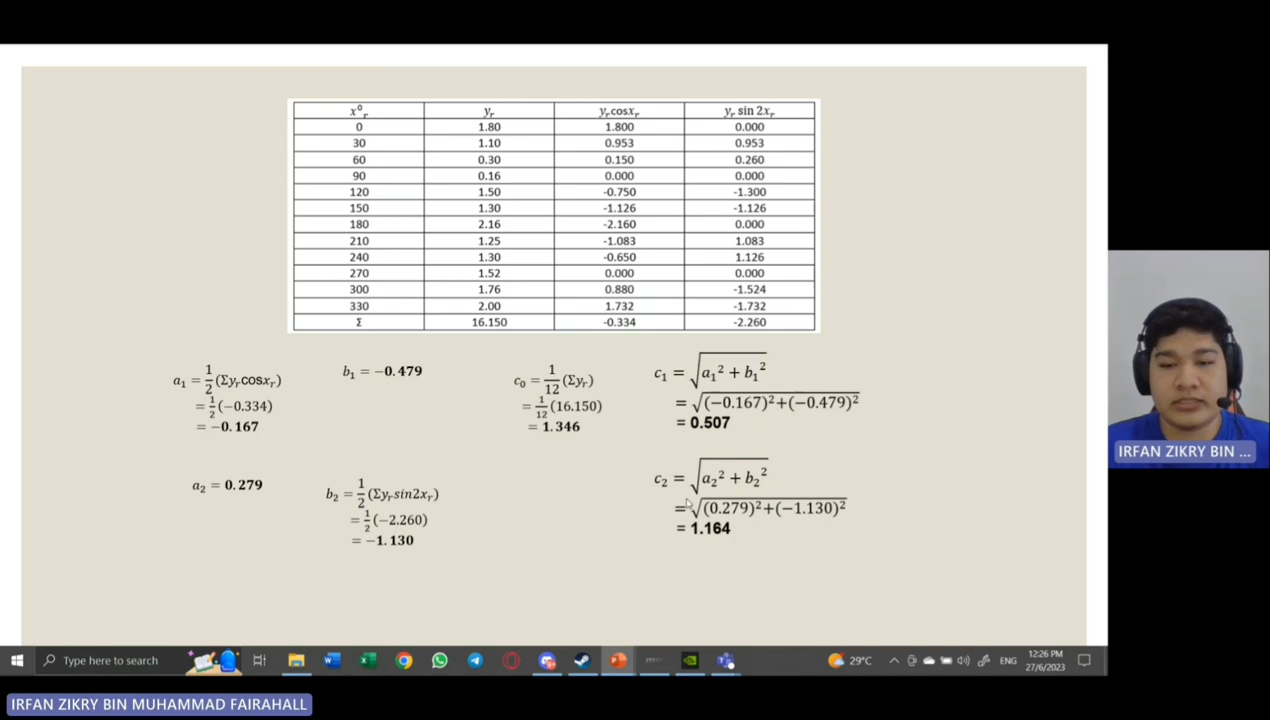 x⁰ᵣ yᵣ yᵣcosxᵣ yᵣ sin 2xᵣ
0 1.80 1.800 0.000
30 1.10 0.953 0.953
60 0.30 0.150 0.260
90 0.16 0.000 0.000
120 1.50 -0.750 -1.300
150 1.30 -1.126 -1.126
180 2.16 -2.160 0.000
210 1.25 -1.083 1.083
240 1.30 -0.650 1.126
270 1.52 0.000 0.000
300 1.76 0.880 -1.524
330 2.00 1.732 -1.732
Σ 16.150 -0.334 -2.260
a₁ = 1/2 (Σyᵣcosxᵣ)
= 1/2 (−0.334)
= −0.167
b₁ = −0.479
c₀ = 1/12 (Σyᵣ)
= 1/12 (16.150)
= 1.346
c₁ = √a₁² + b₁²
= √(−0.167)²+(−0.479)²
= 0.507
a₂ = 0.279
b₂ = 1/2 (Σyᵣsin2xᵣ)
= 1/2 (−2.260)
= −1.130
c₂ = √a₂² + b₂²
= √(0.279)²+(−1.130)²
= 1.164
IRFAN ZIKRY BIN ...
Type here to search
29°C
ENG
12:26 PM
27/6/2023
IRFAN ZIKRY BIN MUHAMMAD FAIRAHALL